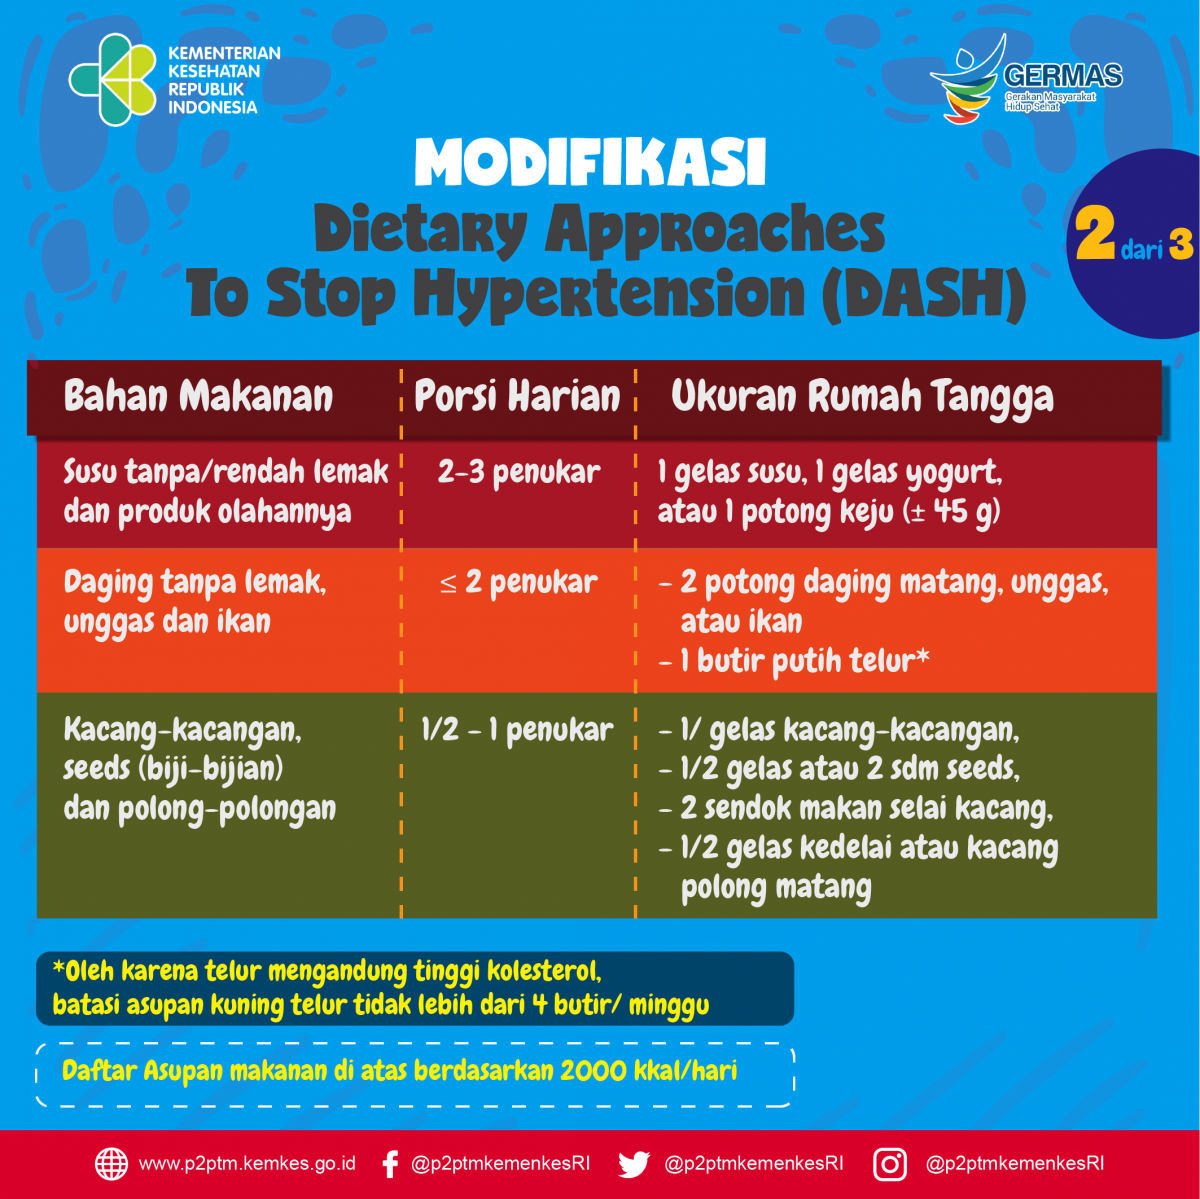 KEMENTERIAN
KESEHATAN
REPUBLIK
INDONESIA
GERMAS
Gerakan Masyarakat
Hidup Sehat
MODIFIKASI
Dietary Approaches
To Stop Hypertension (DASH)
2 dari 3
Bahan Makanan Porsi Harian Ukuran Rumah Tangga
Susu tanpa/rendah lemak 2-3 penukar 1 gelas susu, 1 gelas yogurt,
dan produk olahannya atau 1 potong keju (± 45 g)
Daging tanpa lemak, ≤ 2 penukar - 2 potong daging matang, unggas,
unggas dan ikan atau ikan
- 1 butir putih telur*
Kacang-kacangan, 1/2 - 1 penukar - 1/ gelas kacang-kacangan,
seeds (biji-bijian) - 1/2 gelas atau 2 sdm seeds,
dan polong-polongan - 2 sendok makan selai kacang,
- 1/2 gelas kedelai atau kacang
polong matang
*Oleh karena telur mengandung tinggi kolesterol,
batasi asupan kuning telur tidak lebih dari 4 butir/ minggu
Daftar Asupan makanan di atas berdasarkan 2000 kkal/hari
www.p2ptm.kemkes.go.id @p2ptmkemenkesRI @p2ptmkemenkesRI @p2ptmkemenkesRI